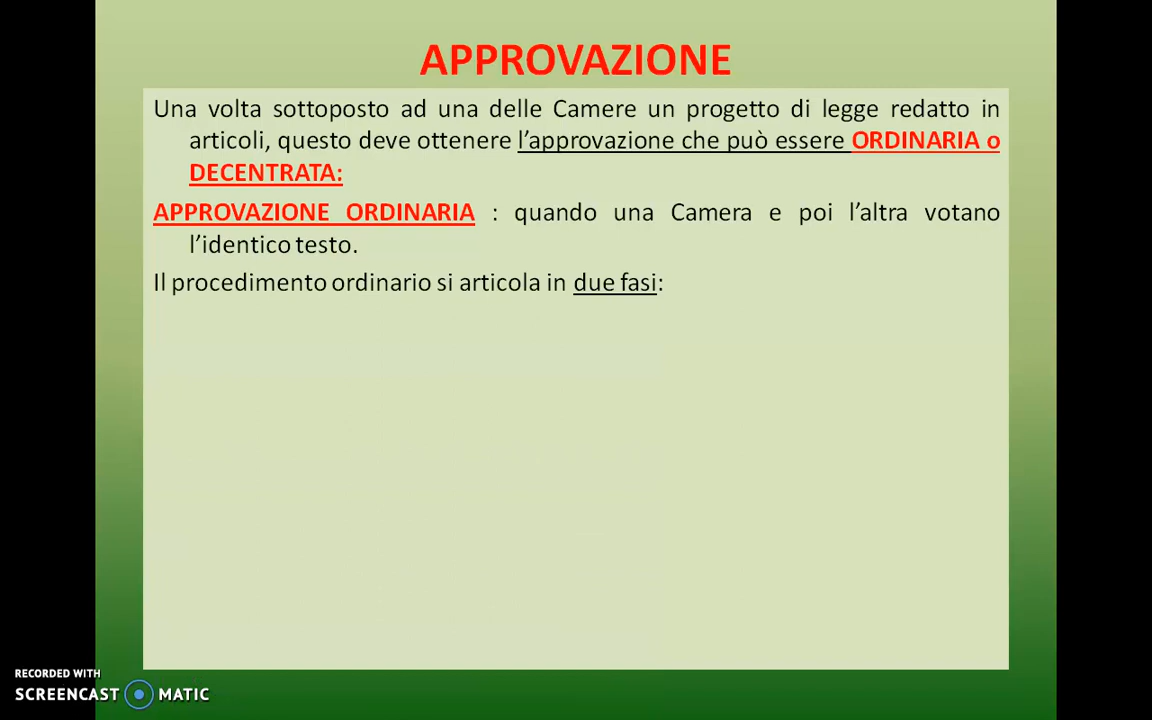 APPROVAZIONE
Una volta sottoposto ad una delle Camere un progetto di legge redatto in
articoli, questo deve ottenere l’approvazione che può essere ORDINARIA o
DECENTRATA:
APPROVAZIONE ORDINARIA : quando una Camera e poi l’altra votano
l’identico testo.
Il procedimento ordinario si articola in due fasi:
RECORDED WITH
SCREENCAST MATIC